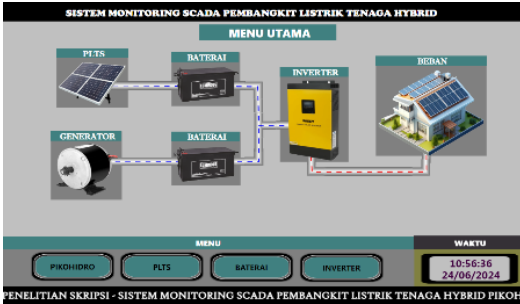 SISTEM MONITORING SCADA PEMBANGKIT LISTRIK TENAGA HYBRID
MENU UTAMA
PLTS
BATERAI
INVERTER
BEBAN
GENERATOR
BATERAI
MENU
WAKTU
PIKOHIDRO
PLTS
BATERAI
INVERTER
10:56:36
24/06/2024
PENELITIAN SKRIPSI - SISTEM MONITORING SCADA PEMBANGKIT LISTRIK TENAGA HYBRID PIKO